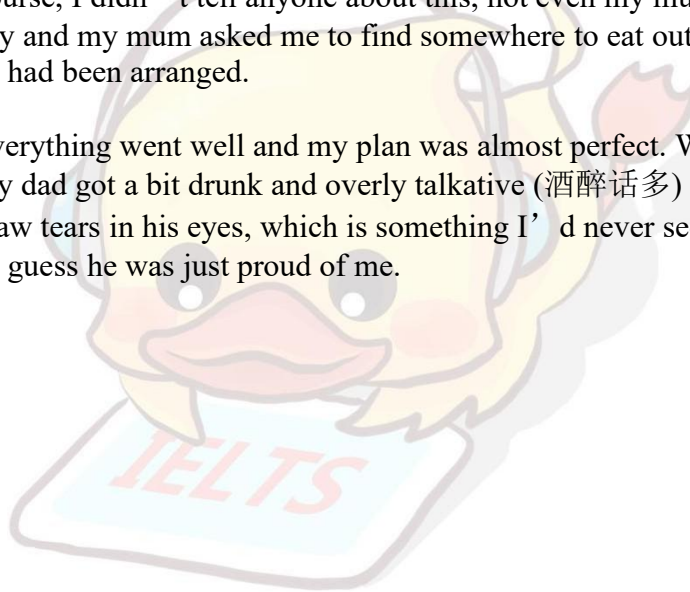 ourse, I didn’t tell anyone about this, not even my mu
y and my mum asked me to find somewhere to eat out
had been arranged.
verything went well and my plan was almost perfect. W
y dad got a bit drunk and overly talkative (酒醉话多)
aw tears in his eyes, which is something I’d never se
guess he was just proud of me.
IELTS